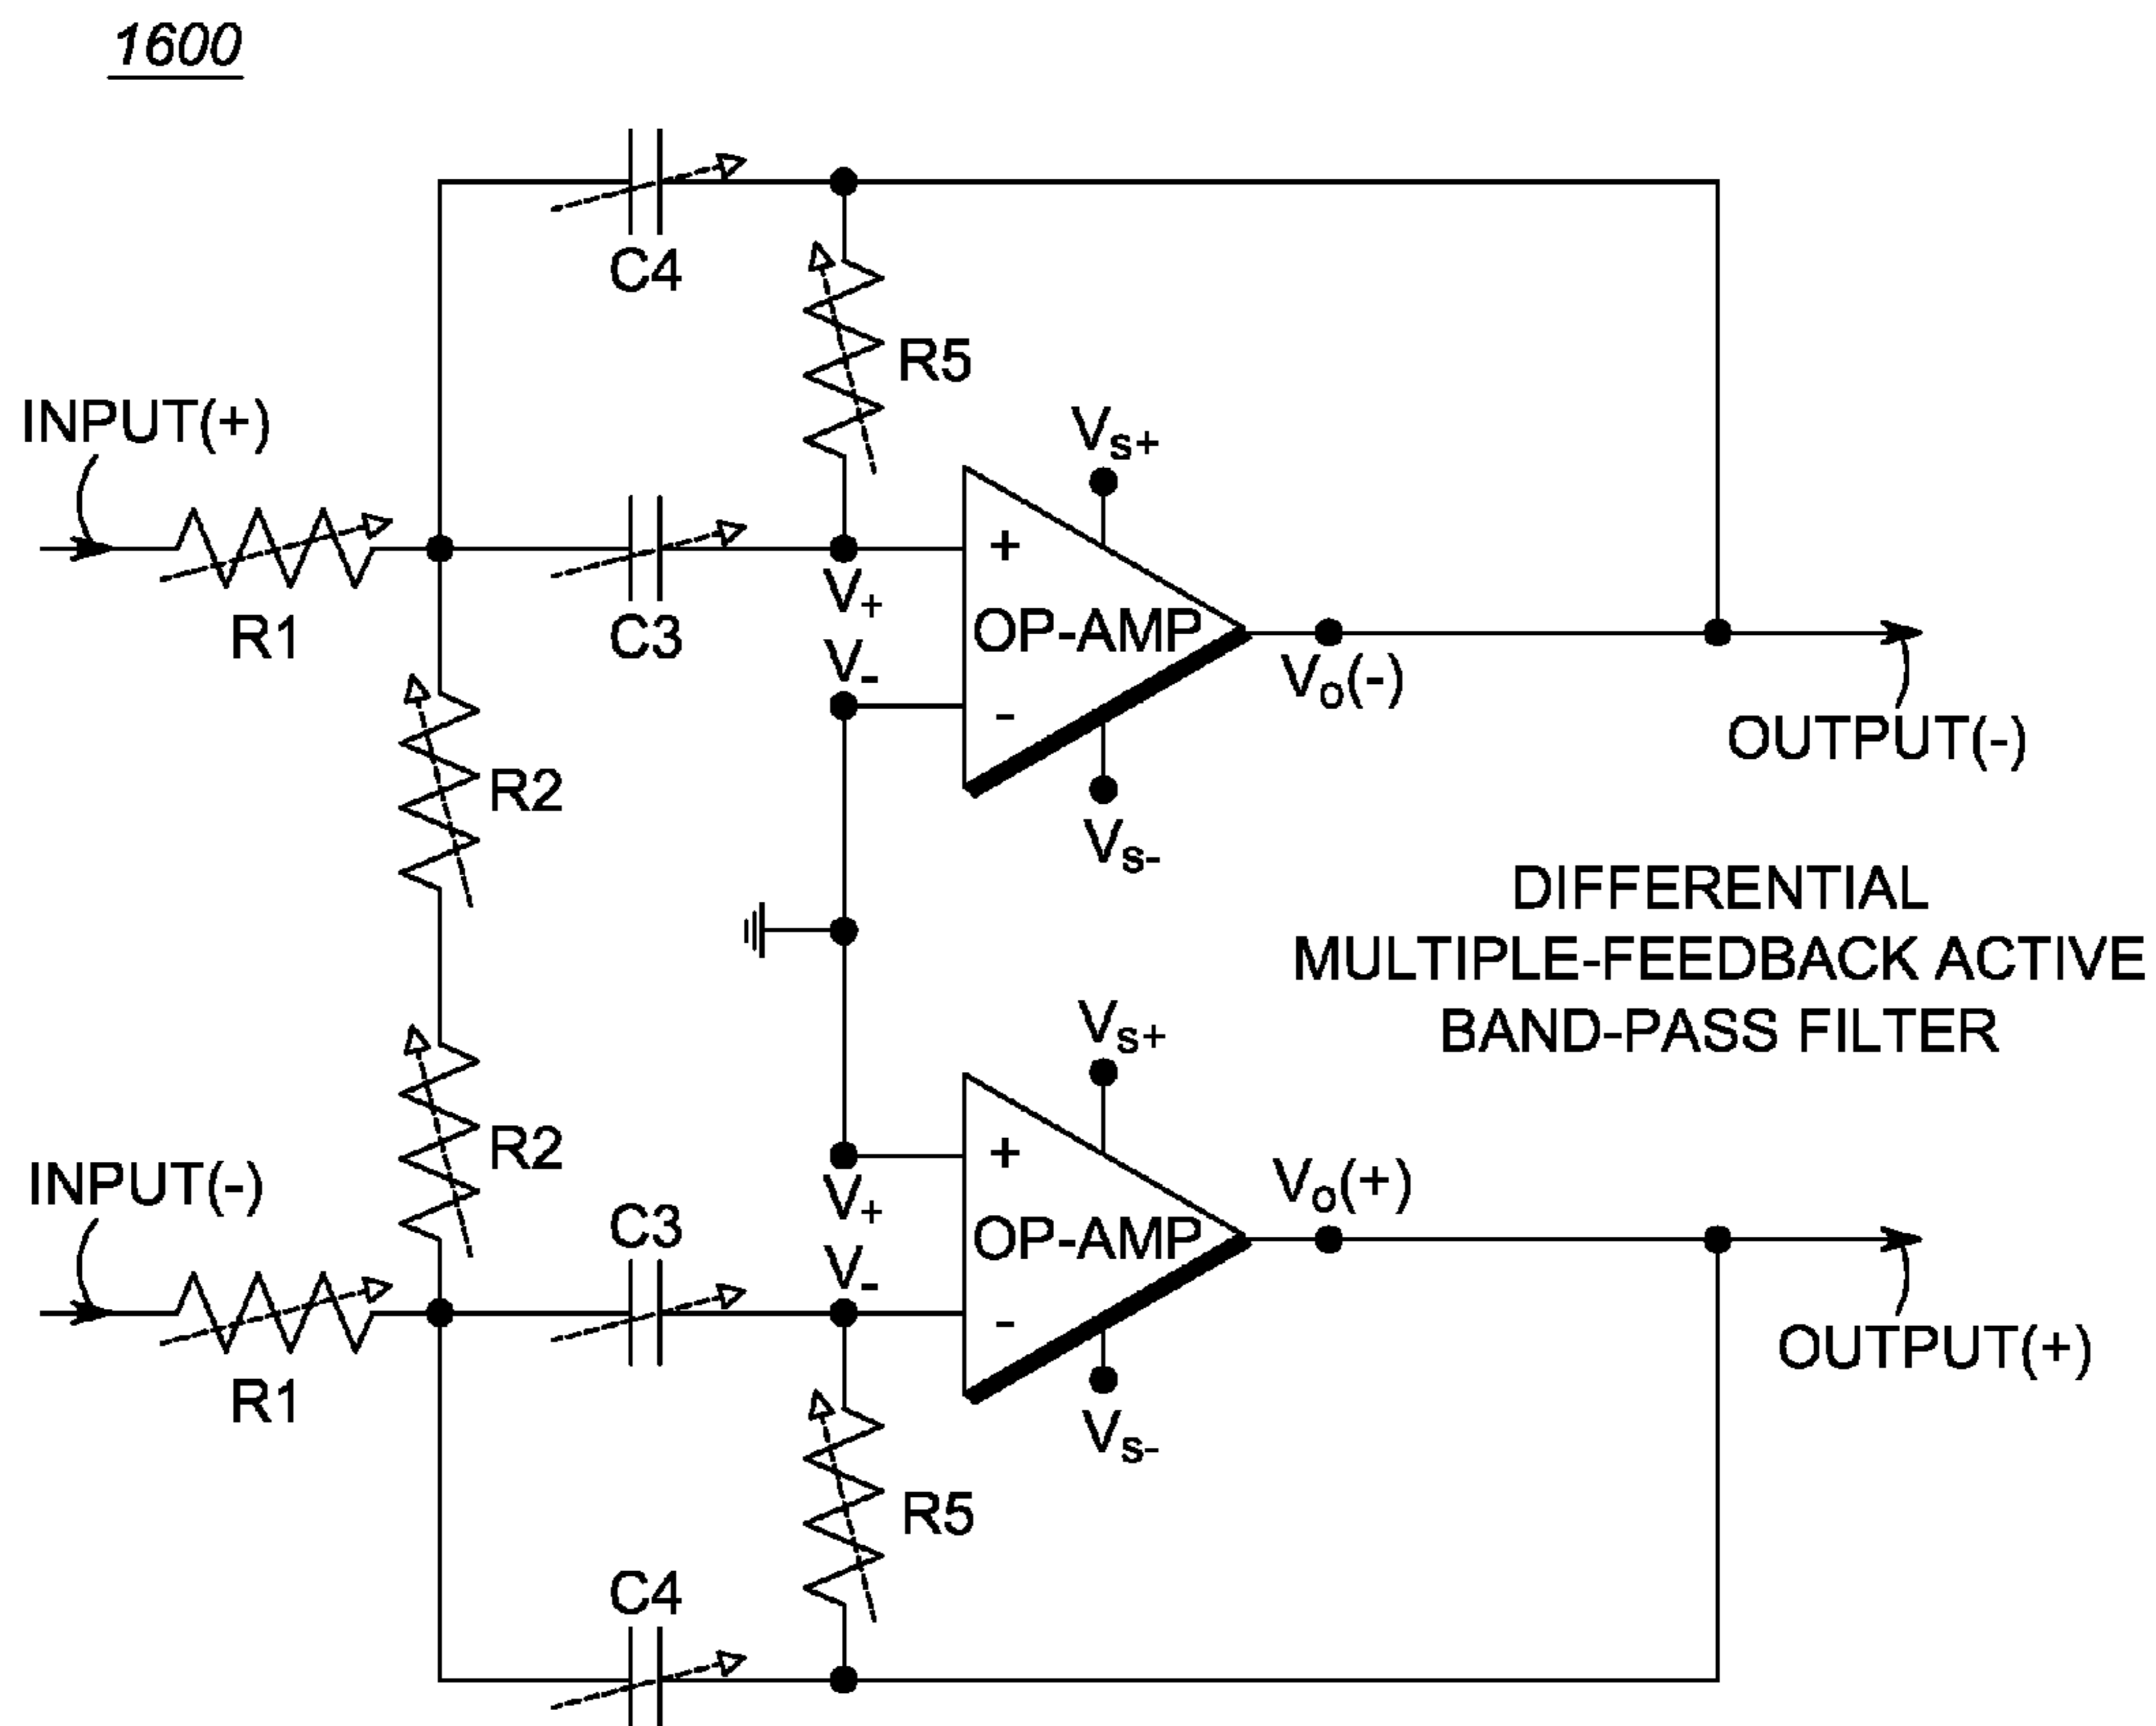 1600
C4
R5
INPUT(+)
VS+
+
R1
C3
V+
OP-AMP
V-
VO(-)
-
OUTPUT(-)
R2
VS-
DIFFERENTIAL
MULTIPLE-FEEDBACK ACTIVE
BAND-PASS FILTER
VS+
R2
+
INPUT(-)
V+
VO(+)
C3
OP-AMP
V-
-
OUTPUT(+)
R1
VS-
R5
C4